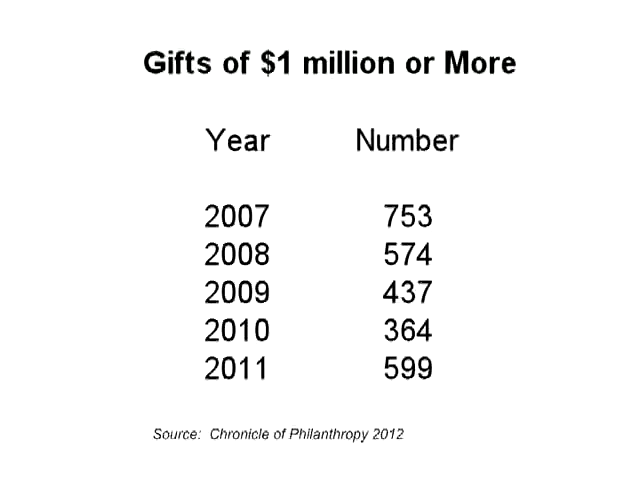 Gifts of $1 million or More
Year Number
2007 753
2008 574
2009 437
2010 364
2011 599
Source: Chronicle of Philanthropy 2012